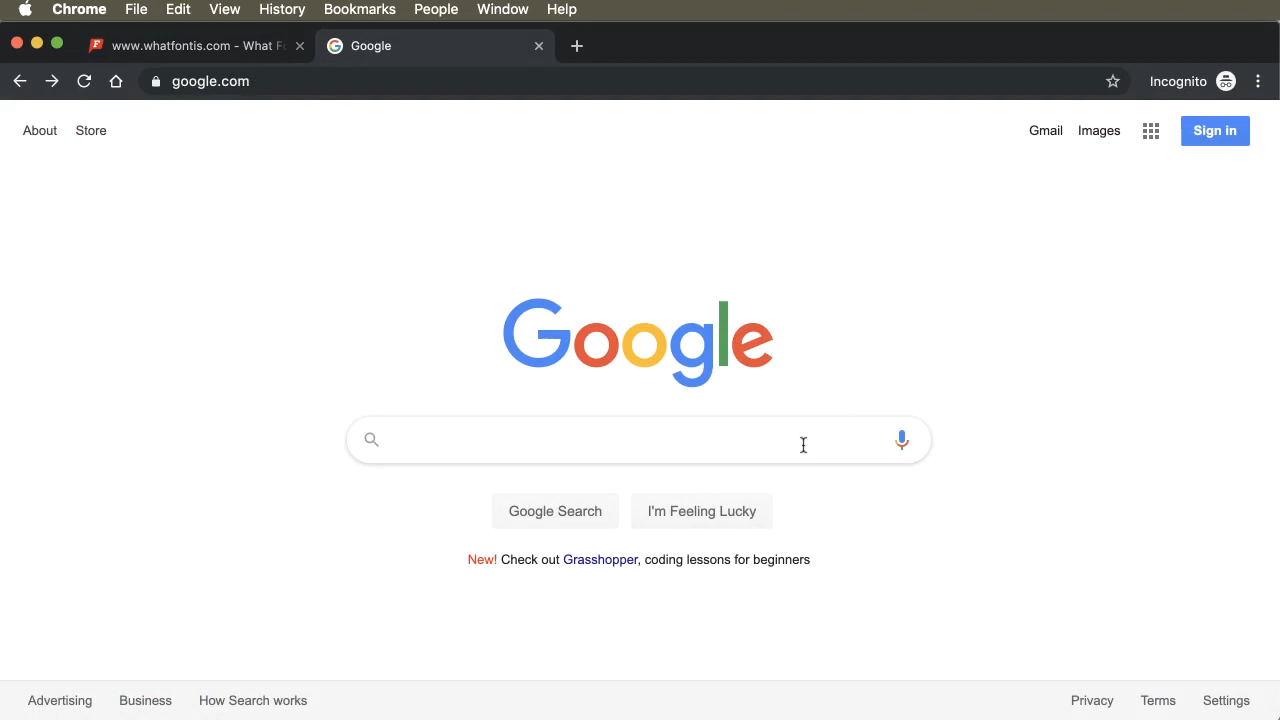 Chrome File Edit View History Bookmarks People Window Help
www.whatfontis.com - What F
Google
google.com
Incognito
About Store
Gmail Images Sign in
Google
Google Search I'm Feeling Lucky
New! Check out Grasshopper, coding lessons for beginners
Advertising Business How Search works
Privacy Terms Settings